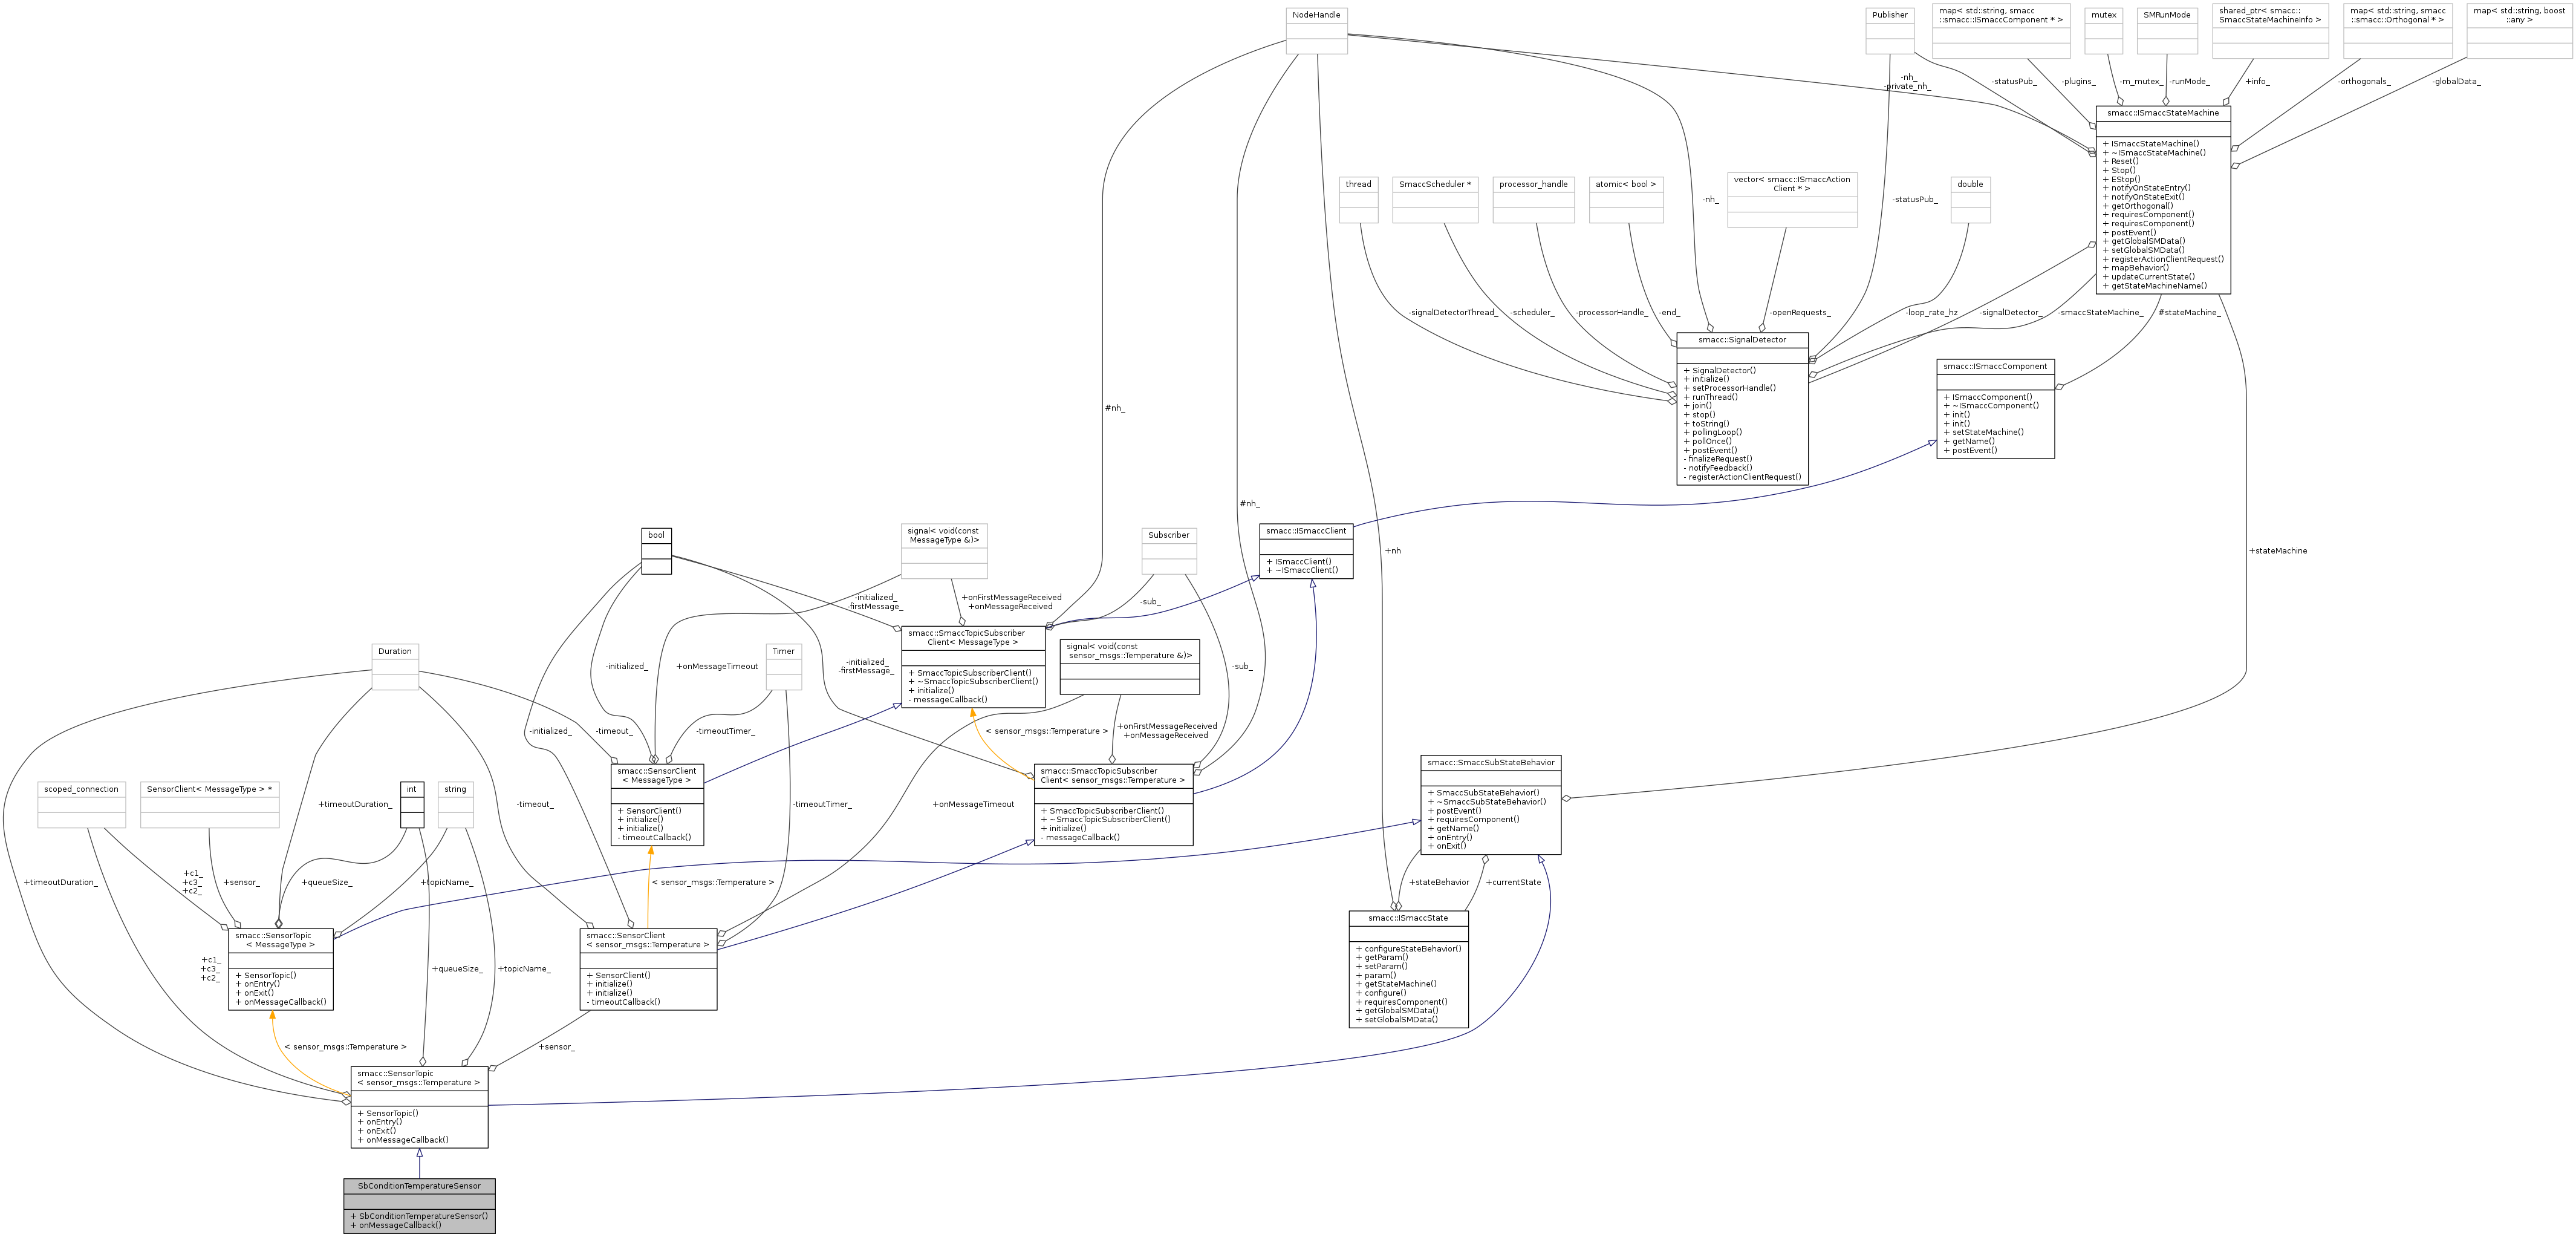 NodeHandle
Publisher
map< std::string, smacc
::smacc::ISmaccComponent * >
mutex
SMRunMode
shared_ptr< smacc::
SmaccStateMachineInfo >
map< std::string, smacc
::smacc::Orthogonal * >
map< std::string, boost
::any >
-nh_
-private_nh_
-statusPub_
-plugins_
-m_mutex_
-runMode_
+info_
-orthogonals_
-globalData_
smacc::ISmaccStateMachine
+ ISmaccStateMachine()
+ ~ISmaccStateMachine()
+ Reset()
+ Stop()
+ EStop()
+ notifyOnStateEntry()
+ notifyOnStateExit()
+ getOrthogonal()
+ requiresComponent()
+ requiresComponent()
+ postEvent()
+ getGlobalSMData()
+ setGlobalSMData()
+ registerActionClientRequest()
+ mapBehavior()
+ updateCurrentState()
+ getStateMachineName()
thread
SmaccScheduler *
processor_handle
atomic< bool >
vector< smacc::ISmaccAction
Client * >
double
-nh_
-statusPub_
-signalDetectorThread_
-scheduler_
-processorHandle_
-end_
-openRequests_
-loop_rate_hz
-signalDetector_
-smaccStateMachine_
#stateMachine_
smacc::SignalDetector
+ SignalDetector()
+ initialize()
+ setProcessorHandle()
+ runThread()
+ join()
+ stop()
+ toString()
+ pollingLoop()
+ pollOnce()
+ postEvent()
- finalizeRequest()
- notifyFeedback()
- registerActionClientRequest()
smacc::ISmaccComponent
+ ISmaccComponent()
+ ~ISmaccComponent()
+ init()
+ init()
+ setStateMachine()
+ getName()
+ postEvent()
#nh_
#nh_
+nh
+stateMachine
bool
signal< void(const
MessageType &)>
Subscriber
smacc::ISmaccClient
+ ISmaccClient()
+ ~ISmaccClient()
-initialized_
-firstMessage_
+onFirstMessageReceived
+onMessageReceived
-sub_
smacc::SmaccTopicSubscriber
Client< MessageType >
+ SmaccTopicSubscriberClient()
+ ~SmaccTopicSubscriberClient()
+ initialize()
- messageCallback()
signal< void(const
sensor_msgs::Temperature &)>
Duration
Timer
-initialized_
+onMessageTimeout
-initialized_
-firstMessage_
-sub_
-initialized_
-timeout_
-timeoutTimer_
< sensor_msgs::Temperature >
+onFirstMessageReceived
+onMessageReceived
smacc::SensorClient
< MessageType >
+ SensorClient()
+ initialize()
+ initialize()
- timeoutCallback()
smacc::SmaccTopicSubscriber
Client< sensor_msgs::Temperature >
+ SmaccTopicSubscriberClient()
+ ~SmaccTopicSubscriberClient()
+ initialize()
- messageCallback()
smacc::SmaccSubStateBehavior
+ SmaccSubStateBehavior()
+ ~SmaccSubStateBehavior()
+ postEvent()
+ requiresComponent()
+ getName()
+ onEntry()
+ onExit()
scoped_connection
SensorClient< MessageType > *
int
string
+timeoutDuration_
-timeout_
-timeoutTimer_
+onMessageTimeout
+timeoutDuration_
+c1_
+c3_
+c2_
+sensor_
+queueSize_
+topicName_
< sensor_msgs::Temperature >
+stateBehavior
+currentState
smacc::SensorTopic
< MessageType >
+ SensorTopic()
+ onEntry()
+ onExit()
+ onMessageCallback()
smacc::SensorClient
< sensor_msgs::Temperature >
+ SensorClient()
+ initialize()
+ initialize()
- timeoutCallback()
smacc::ISmaccState
+ configureStateBehavior()
+ getParam()
+ setParam()
+ param()
+ getStateMachine()
+ configure()
+ requiresComponent()
+ getGlobalSMData()
+ setGlobalSMData()
+c1_
+c3_
+c2_
+queueSize_
+topicName_
< sensor_msgs::Temperature >
+sensor_
smacc::SensorTopic
< sensor_msgs::Temperature >
+ SensorTopic()
+ onEntry()
+ onExit()
+ onMessageCallback()
SbConditionTemperatureSensor
+ SbConditionTemperatureSensor()
+ onMessageCallback()